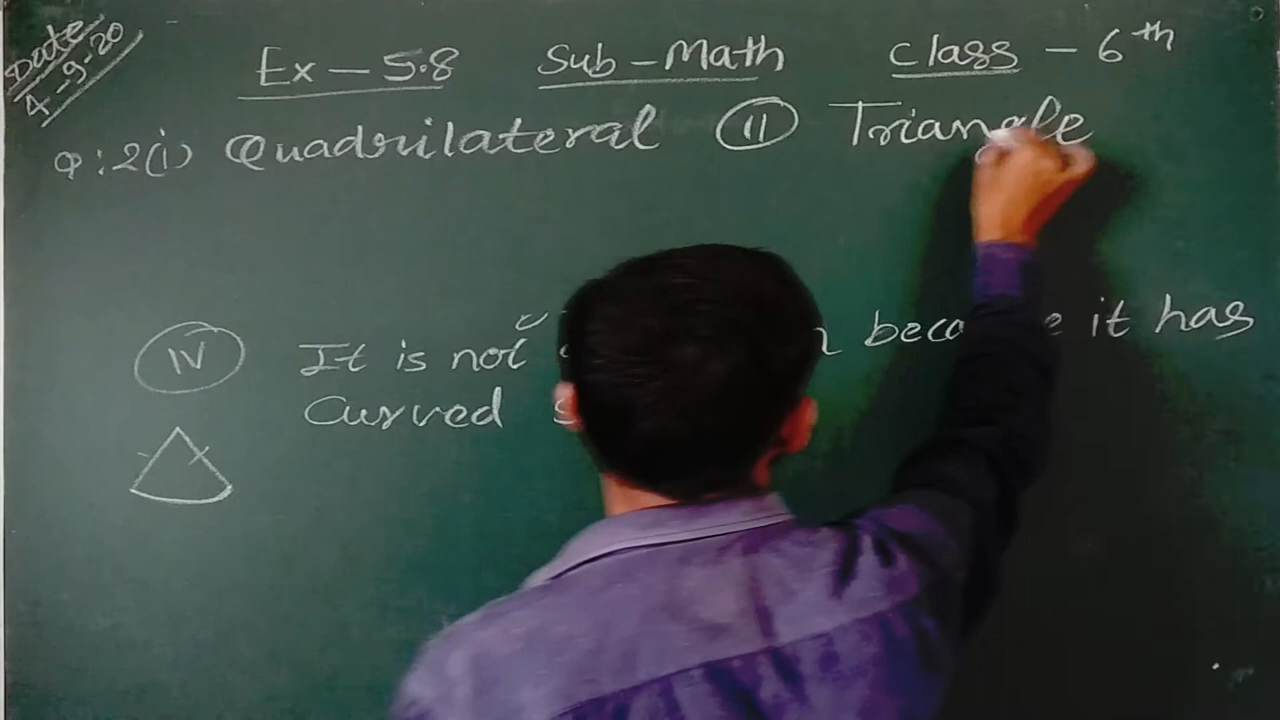 Date
4-9-20
Ex - 5.8 Sub - Math class - 6th
Q:2(i) Quadrilateral (II) Triangle
(IV) It is not it has
Curved